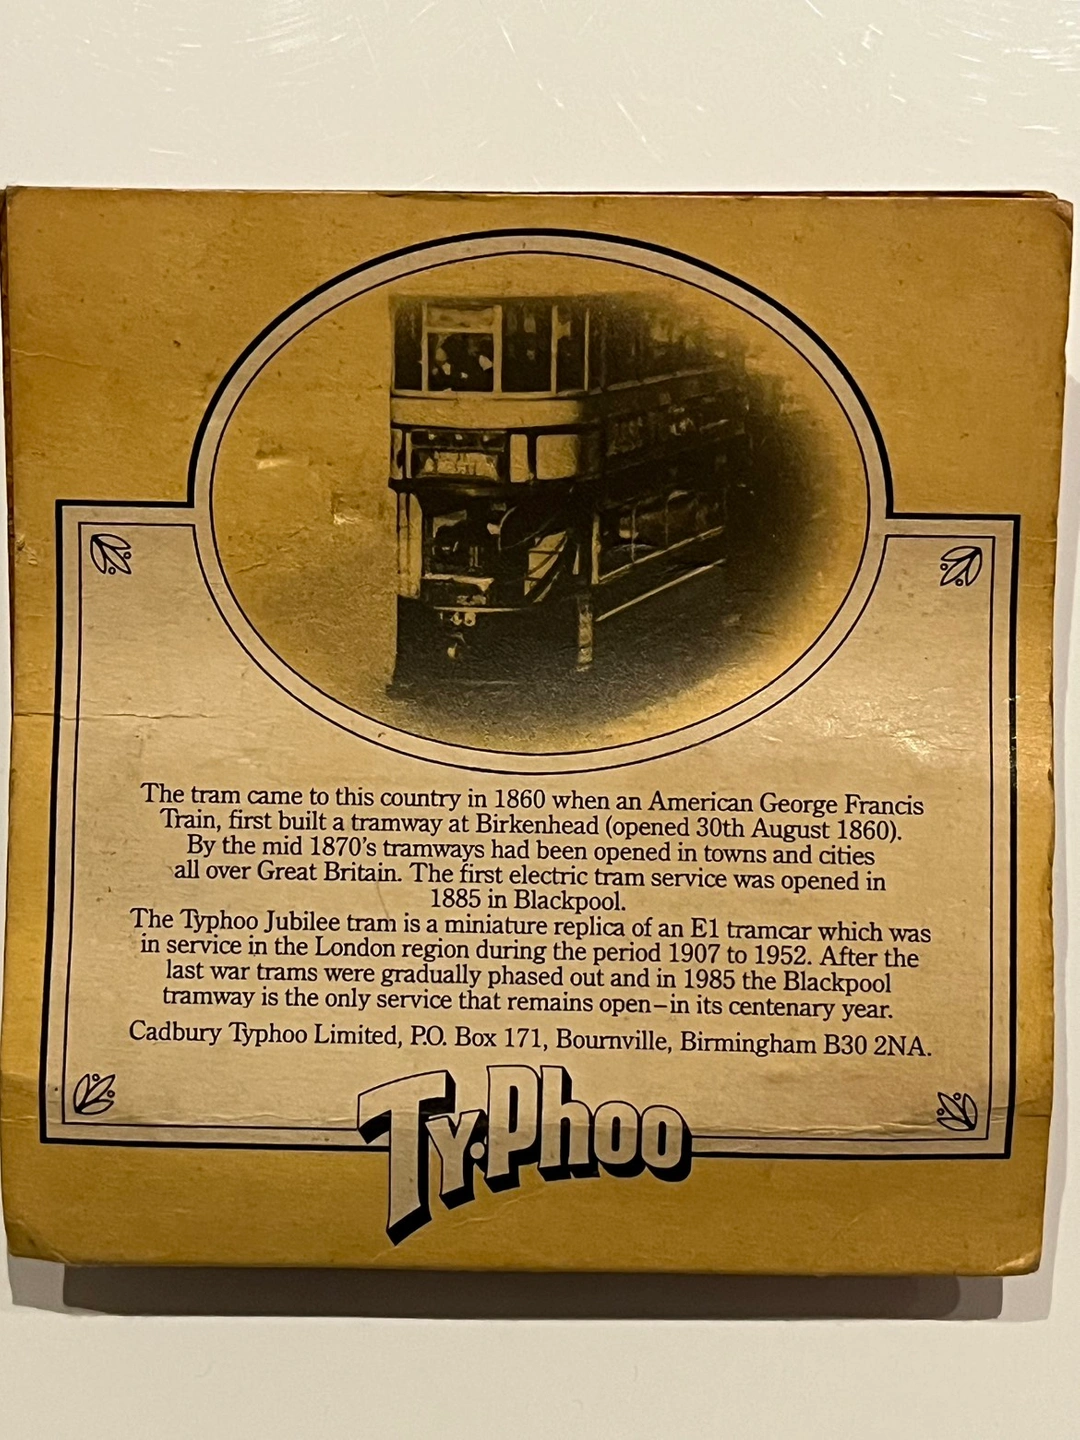 The tram came to this country in 1860 when an American George Francis
Train, first built a tramway at Birkenhead (opened 30th August 1860).
By the mid 1870's tramways had been opened in towns and cities
all over Great Britain. The first electric tram service was opened in
1885 in Blackpool.
The Typhoo Jubilee tram is a miniature replica of an E1 tramcar which was
in service in the London region during the period 1907 to 1952. After the
last war trams were gradually phased out and in 1985 the Blackpool
tramway is the only service that remains open–in its centenary year.
Cadbury Typhoo Limited, P.O. Box 171, Bournville, Birmingham B30 2NA.
Ty·Phoo